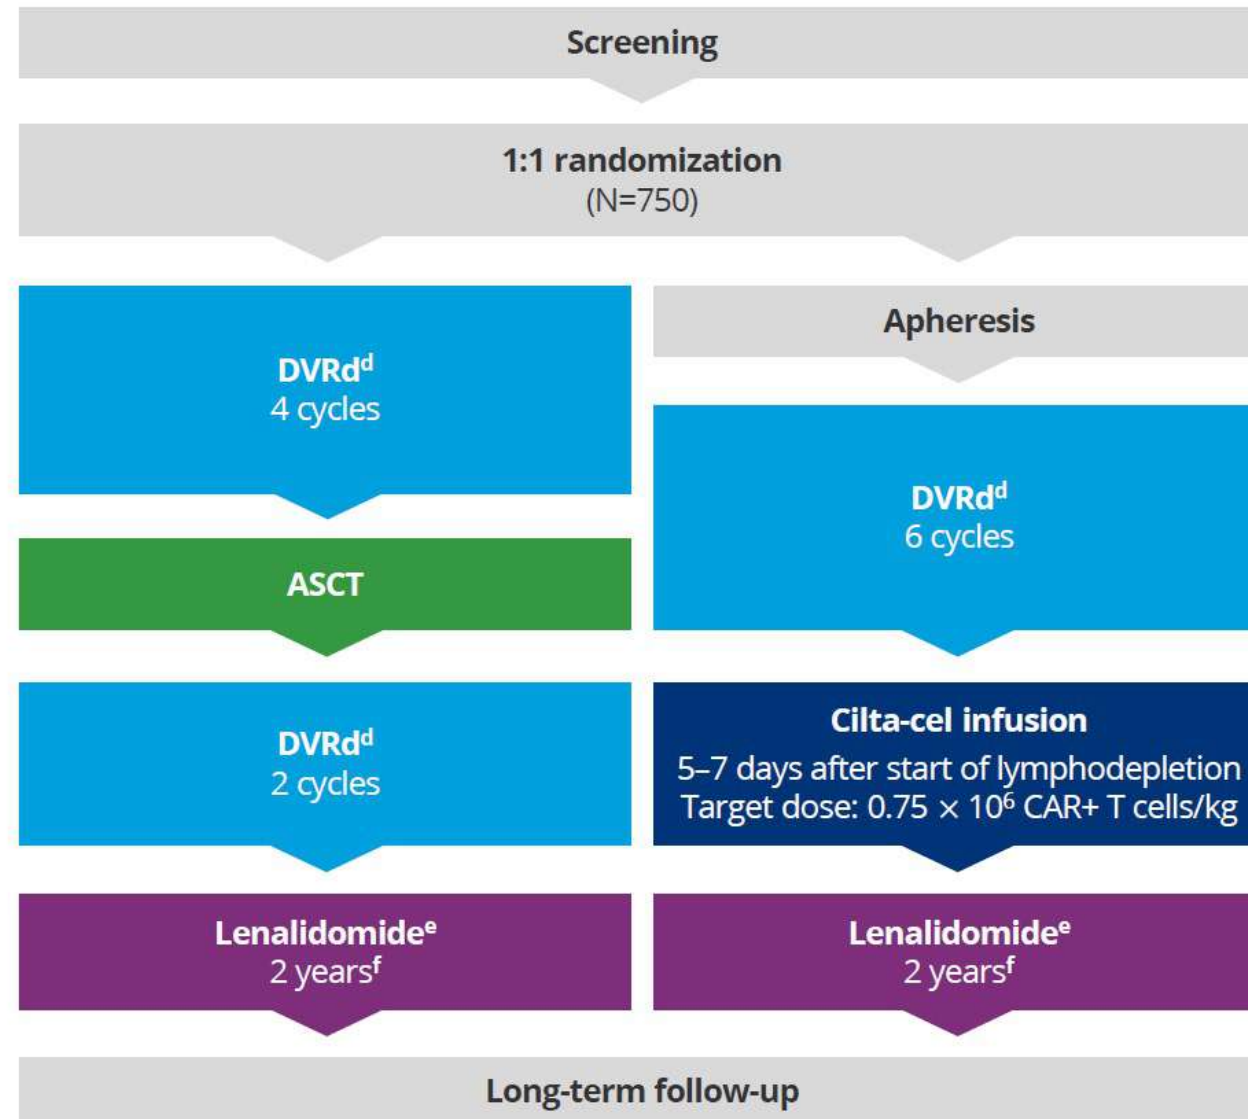 Screening
1:1 randomization
(N=750)
DVRdᵈ
4 cycles
ASCT
DVRdᵈ
2 cycles
Lenalidomideᵉ
2 yearsᶠ
Apheresis
DVRdᵈ
6 cycles
Cilta-cel infusion
5–7 days after start of lymphodepletion
Target dose: 0.75 × 10⁶ CAR+ T cells/kg
Lenalidomideᵉ
2 yearsᶠ
Long-term follow-up